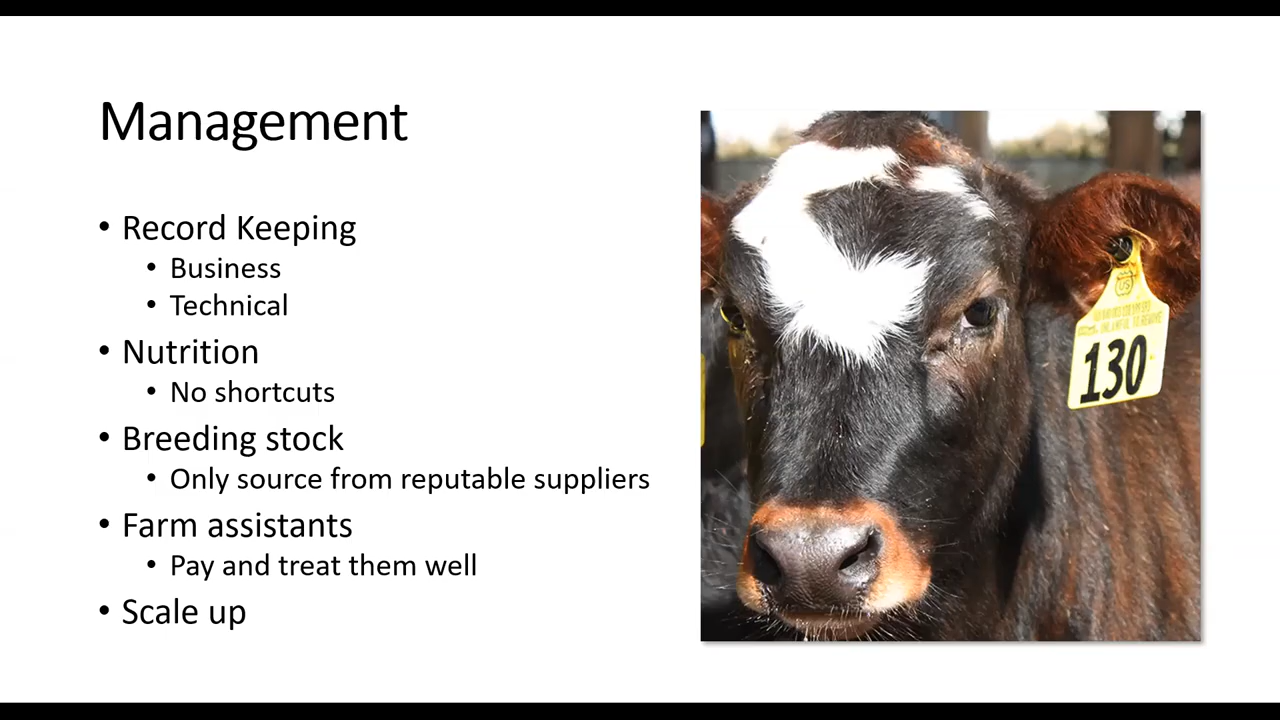 Management
• Record Keeping
• Business
• Technical
• Nutrition
• No shortcuts
• Breeding stock
• Only source from reputable suppliers
• Farm assistants
• Pay and treat them well
• Scale up
US
130